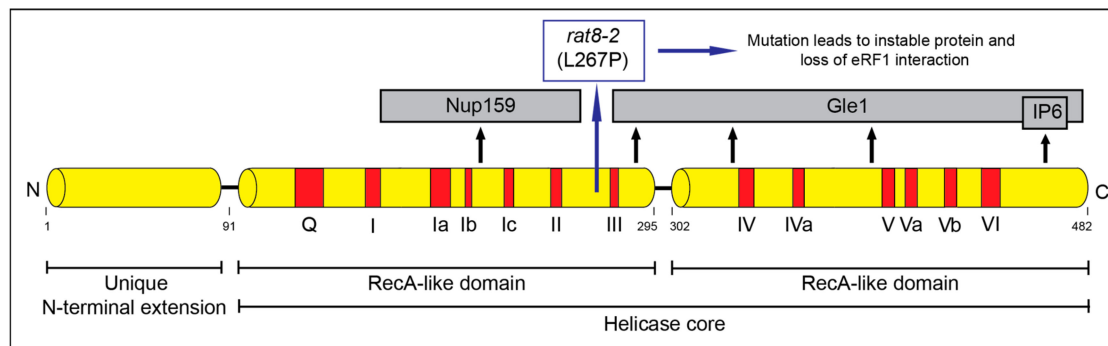 rat8-2
(L267P)
Mutation leads to instable protein and
loss of eRF1 interaction
Nup159
Gle1
IP6
N
C
1
91
295
302
482
Q I Ia Ib Ic II III IV IVa V Va Vb VI
Unique
N-terminal extension
RecA-like domain
RecA-like domain
Helicase core